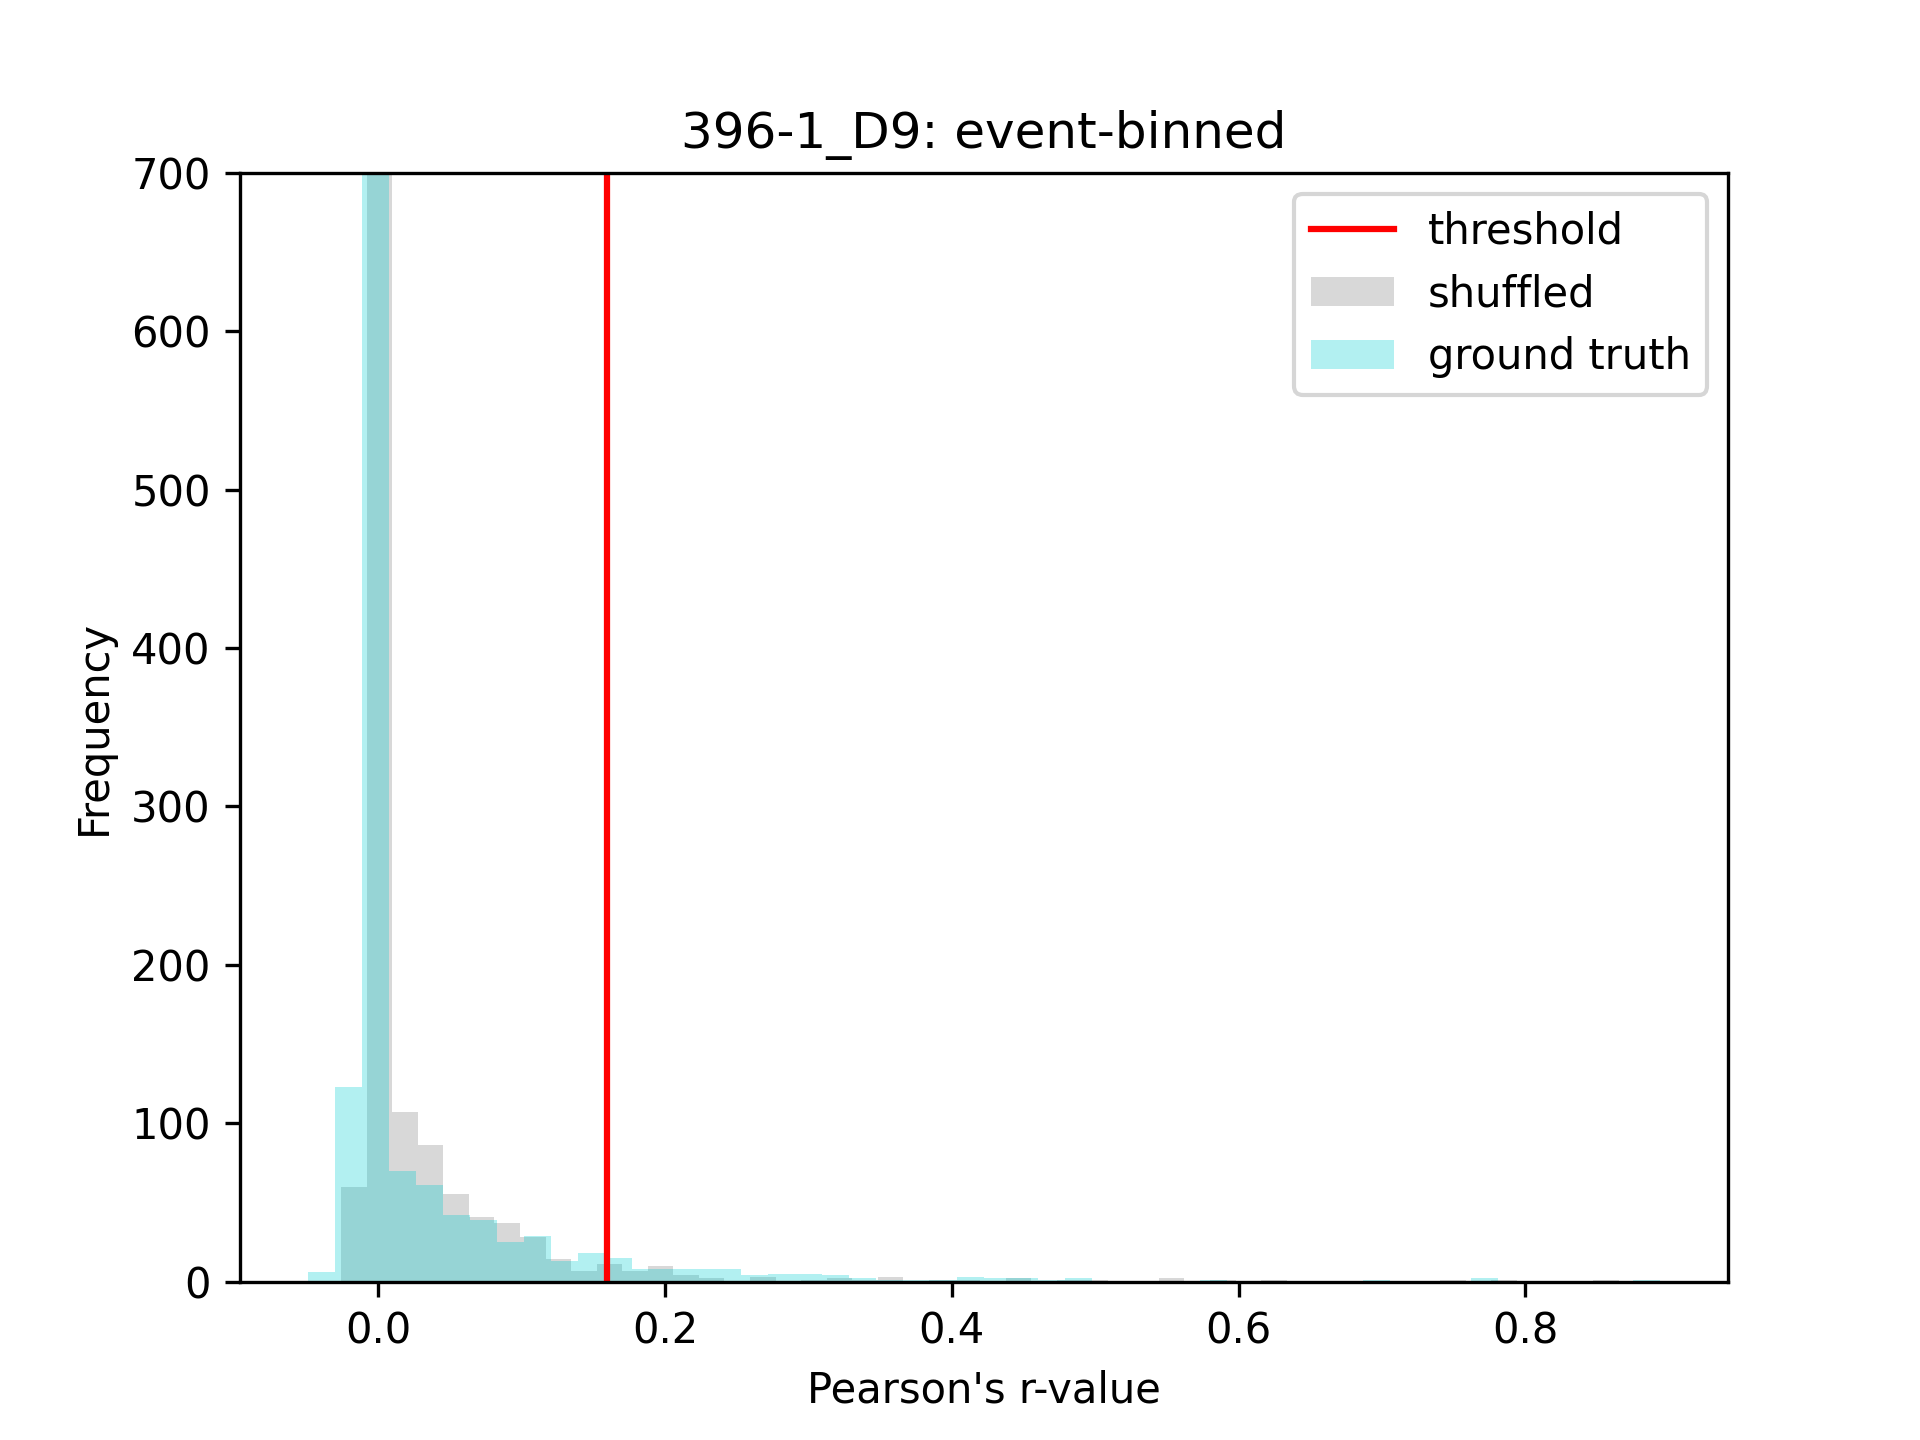 396-1_D9: event-binned
700
600
500
400
300
200
100
0
Frequency
threshold
shuffled
ground truth
0.0 0.2 0.4 0.6 0.8
Pearson's r-value